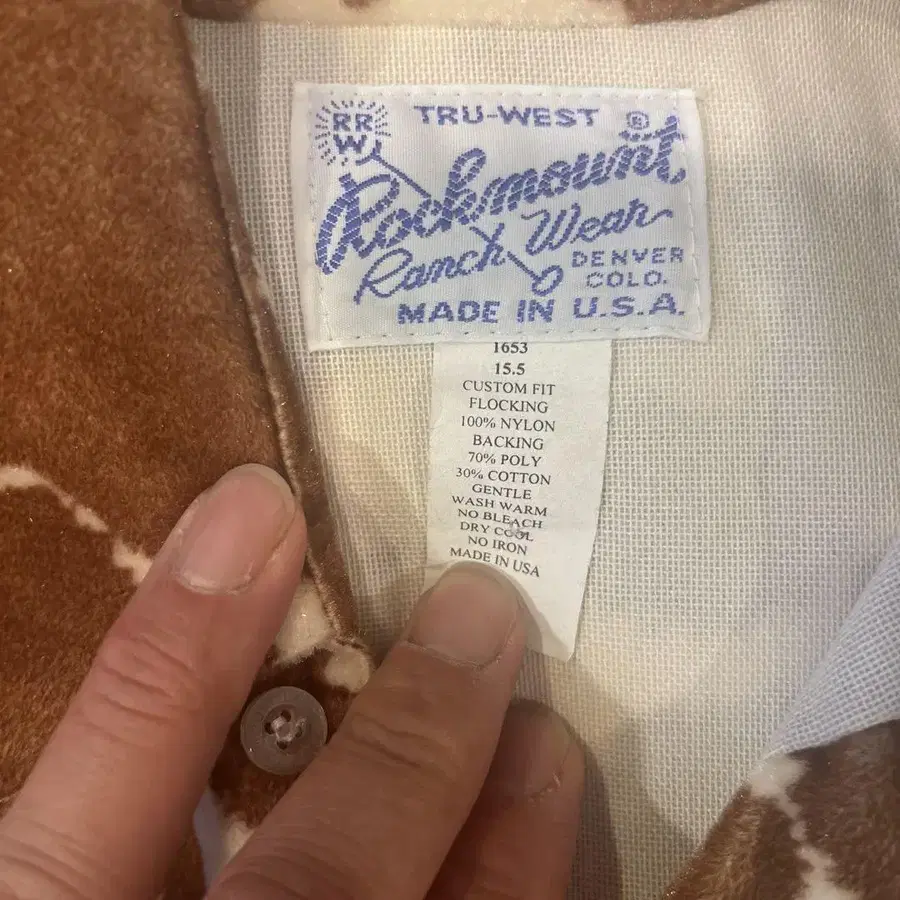 RR
W
TRU-WEST ®
Rockmount
Ranch Wear
DENVER
COLO.
MADE IN U.S.A.
1653
15.5
CUSTOM FIT
FLOCKING
100% NYLON
BACKING
70% POLY
30% COTTON
GENTLE
WASH WARM
NO BLEACH
DRY COOL
NO IRON
MADE IN USA